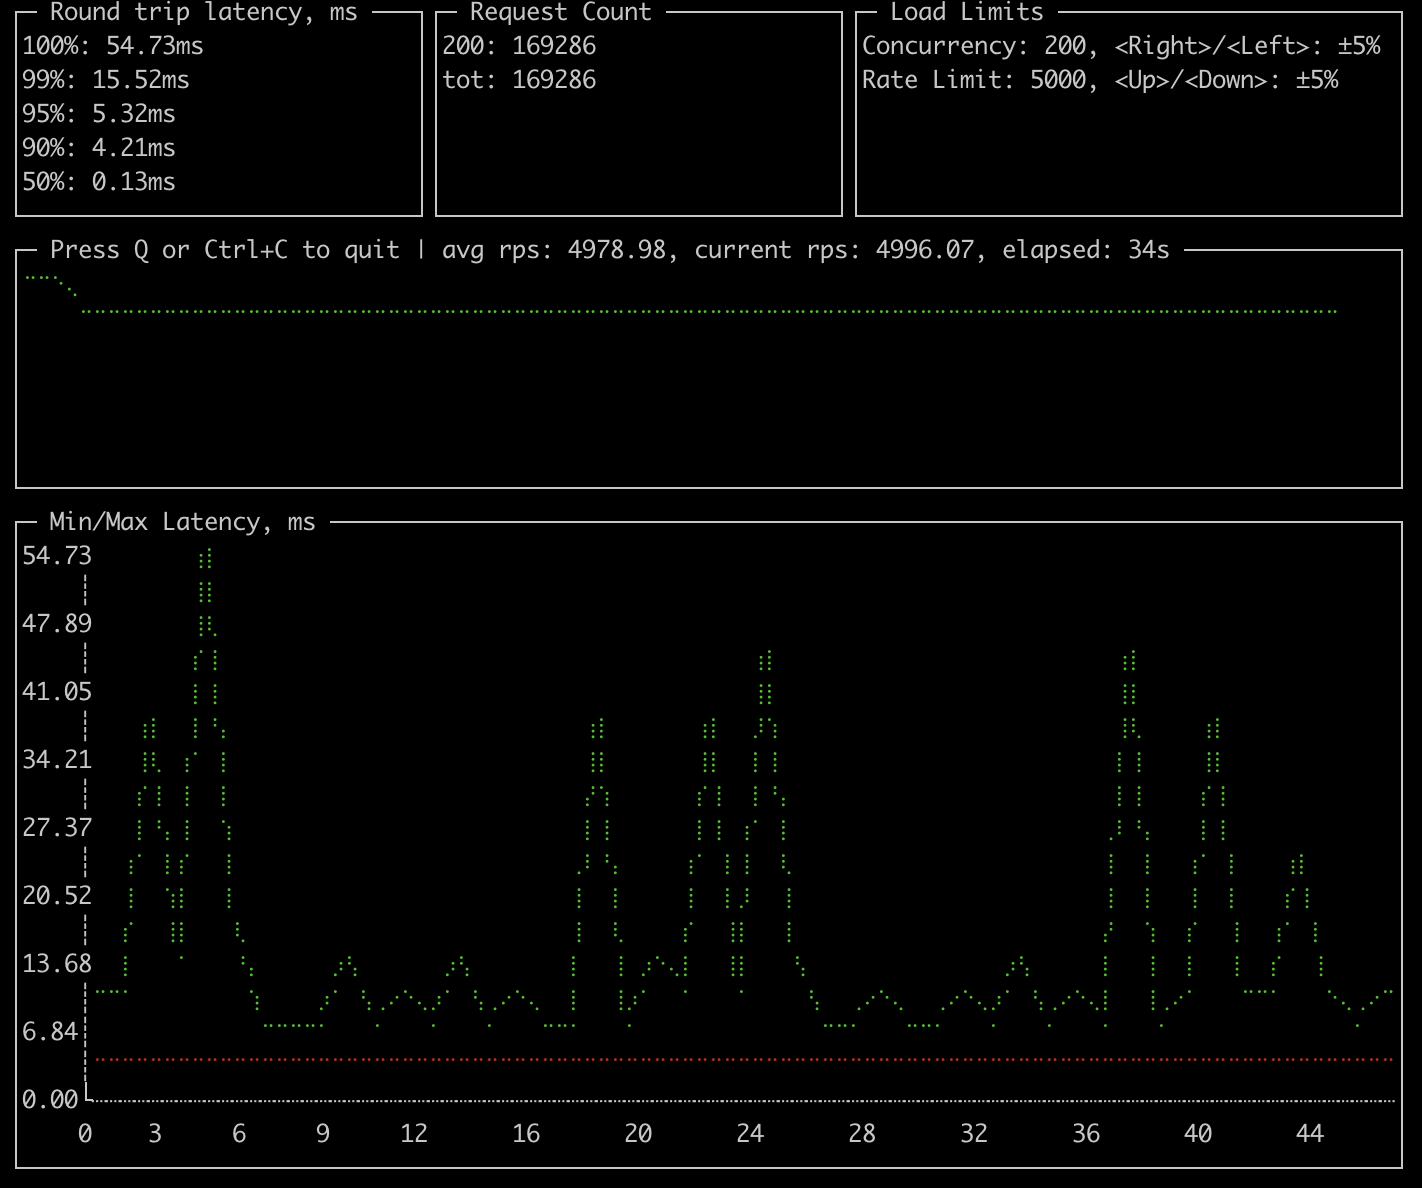 Round trip latency, ms
100%: 54.73ms
99%: 15.52ms
95%: 5.32ms
90%: 4.21ms
50%: 0.13ms
Request Count
200: 169286
tot: 169286
Load Limits
Concurrency: 200, <Right>/<Left>: ±5%
Rate Limit: 5000, <Up>/<Down>: ±5%
Press Q or Ctrl+C to quit | avg rps: 4978.98, current rps: 4996.07, elapsed: 34s
Min/Max Latency, ms
54.73
47.89
41.05
34.21
27.37
20.52
13.68
6.84
0.00
0 3 6 9 12 16 20 24 28 32 36 40 44